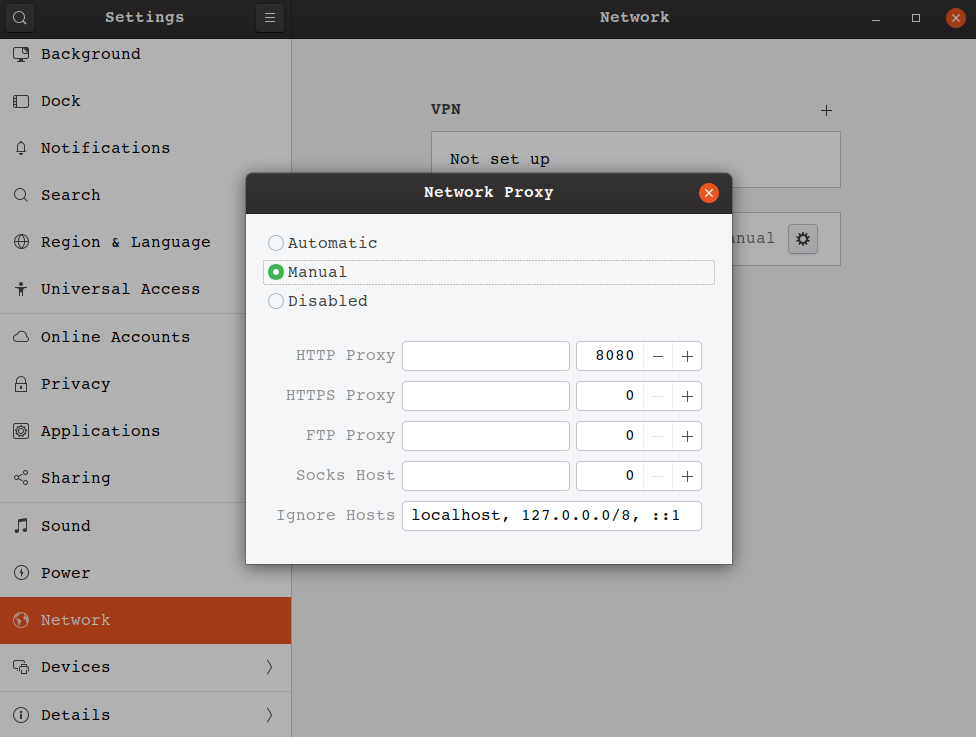 Settings
Network
Background
Dock
Notifications
Search
Region & Language
Universal Access
Online Accounts
Privacy
Applications
Sharing
Sound
Power
Network
Devices
Details
VPN
Not set up
Network Proxy
Automatic
Manual
Disabled
HTTP Proxy 8080
HTTPS Proxy 0
FTP Proxy 0
Socks Host 0
Ignore Hosts localhost, 127.0.0.0/8, ::1